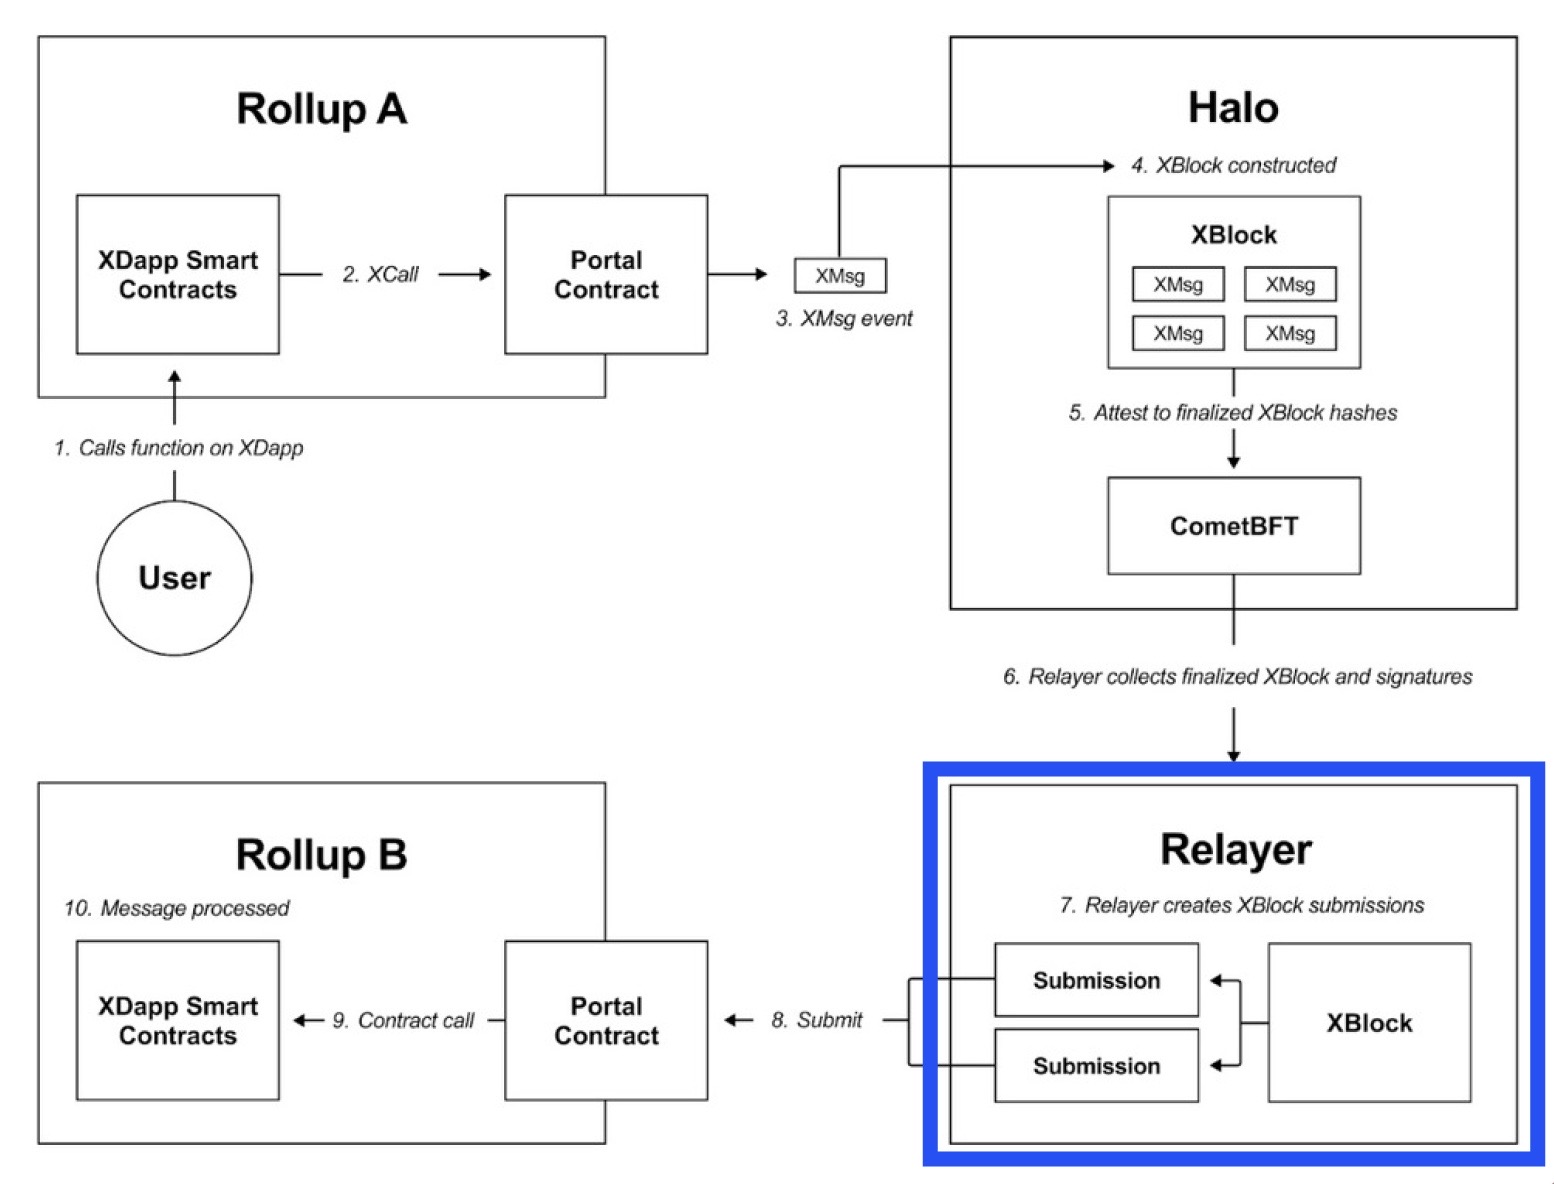 Rollup A
XDapp Smart
Contracts
2. XCall
Portal
Contract
XMsg
3. XMsg event
1. Calls function on XDapp
User
Halo
4. XBlock constructed
XBlock
XMsg
XMsg
XMsg
XMsg
5. Attest to finalized XBlock hashes
CometBFT
6. Relayer collects finalized XBlock and signatures
Relayer
7. Relayer creates XBlock submissions
XBlock
Submission
Submission
8. Submit
Rollup B
Portal
Contract
9. Contract call
10. Message processed
XDapp Smart
Contracts